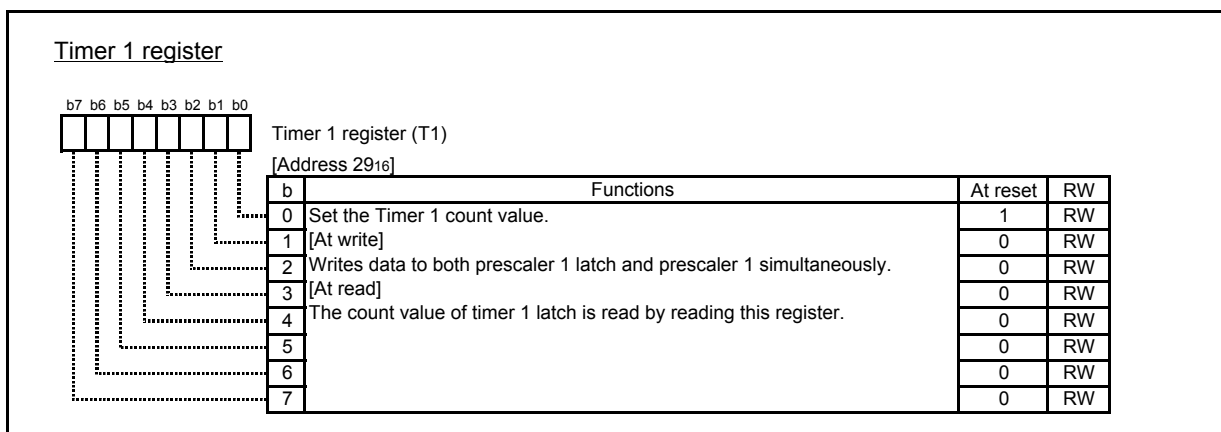 Timer 1 register
b7 b6 b5 b4 b3 b2 b1 b0
Timer 1 register (T1)
[Address 2916]
b Functions At reset RW
0 Set the Timer 1 count value. 1 RW
1 [At write] 0 RW
2 Writes data to both prescaler 1 latch and prescaler 1 simultaneously. 0 RW
3 [At read] 0 RW
4 The count value of timer 1 latch is read by reading this register. 0 RW
5 0 RW
6 0 RW
7 0 RW